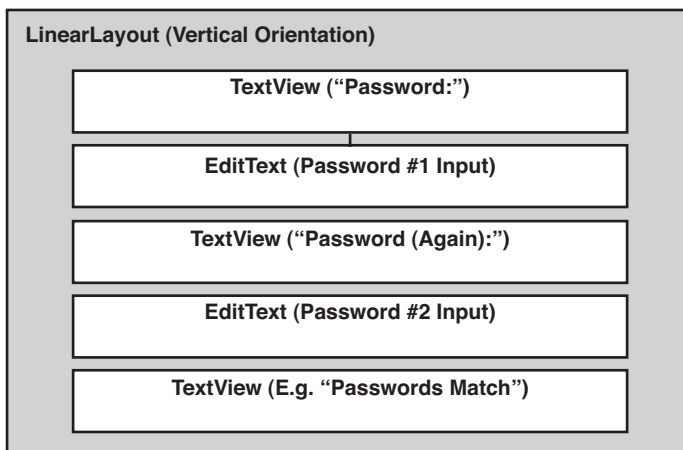 LinearLayout (Vertical Orientation)
TextView (“Password:”)
EditText (Password #1 Input)
TextView (“Password (Again):”)
EditText (Password #2 Input)
TextView (E.g. “Passwords Match”)